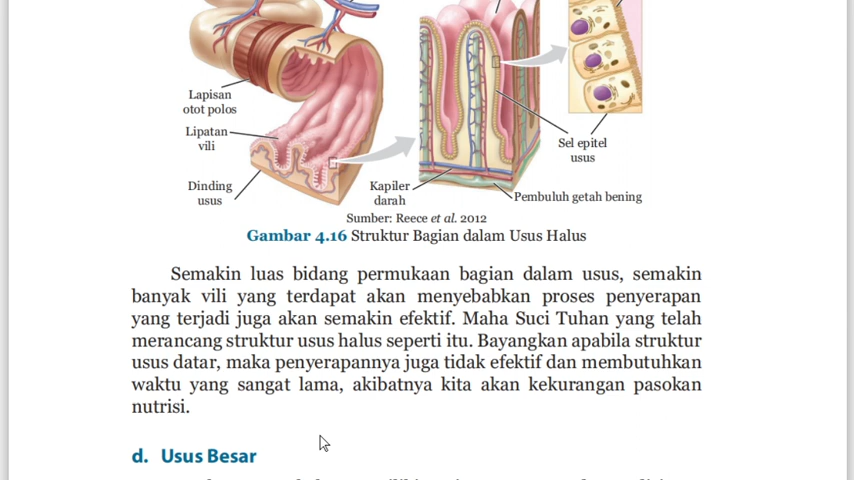 Lapisan
otot polos
Lipatan
vili
Dinding
usus
Kapiler
darah
Sel epitel
usus
Pembuluh getah bening
Sumber: Reece et al. 2012
Gambar 4.16 Struktur Bagian dalam Usus Halus
Semakin luas bidang permukaan bagian dalam usus, semakin
banyak vili yang terdapat akan menyebabkan proses penyerapan
yang terjadi juga akan semakin efektif. Maha Suci Tuhan yang telah
merancang struktur usus halus seperti itu. Bayangkan apabila struktur
usus datar, maka penyerapannya juga tidak efektif dan membutuhkan
waktu yang sangat lama, akibatnya kita akan kekurangan pasokan
nutrisi.
d. Usus Besar